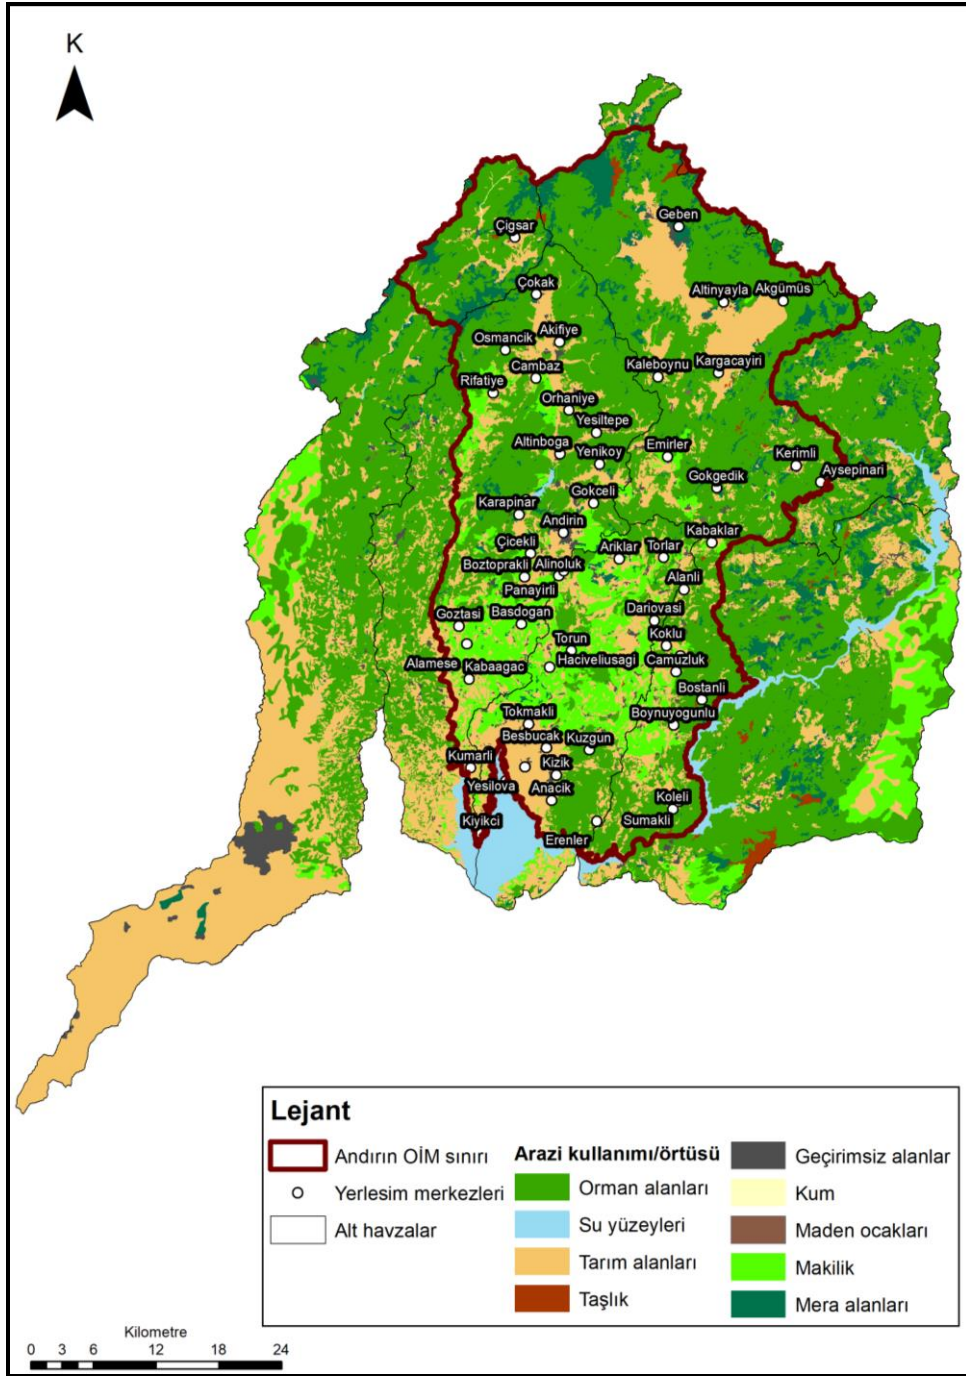 K
Geben
Çigsar
Çokak
Altinyayla
Akgümüs
Akifiye
Osmancik
Cambaz
Kaleboynu
Kargacayiri
Rifatiye
Orhaniye
Yesiltepe
Altinboga
Emirler
Yenikoy
Kerimli
Aysepinari
Gokgedik
Gokceli
Karapinar
Andirin
Kabaklar
Çicekli
Ariklar
Torlar
Boztoprakli
Alinoluk
Alanli
Panayirli
Basdogan
Dariovasi
Goztasi
Torun
Koklu
Alamese
Kabaagac
Haciveliusagi
Camuzluk
Bostanli
Tokmakli
Boynuyogunlu
Besbucak
Kuzgun
Kumarli
Kizik
Yesilova
Anacik
Koleli
Kiyikci
Sumakli
Erenler
Lejant
Andırın OİM sınırı
Yerlesim merkezleri
Alt havzalar
Arazi kullanımı/örtüsü
Orman alanları
Su yüzeyleri
Tarım alanları
Taşlık
Geçirimsiz alanlar
Kum
Maden ocakları
Makilik
Mera alanları
Kilometre
0 3 6 12 18 24